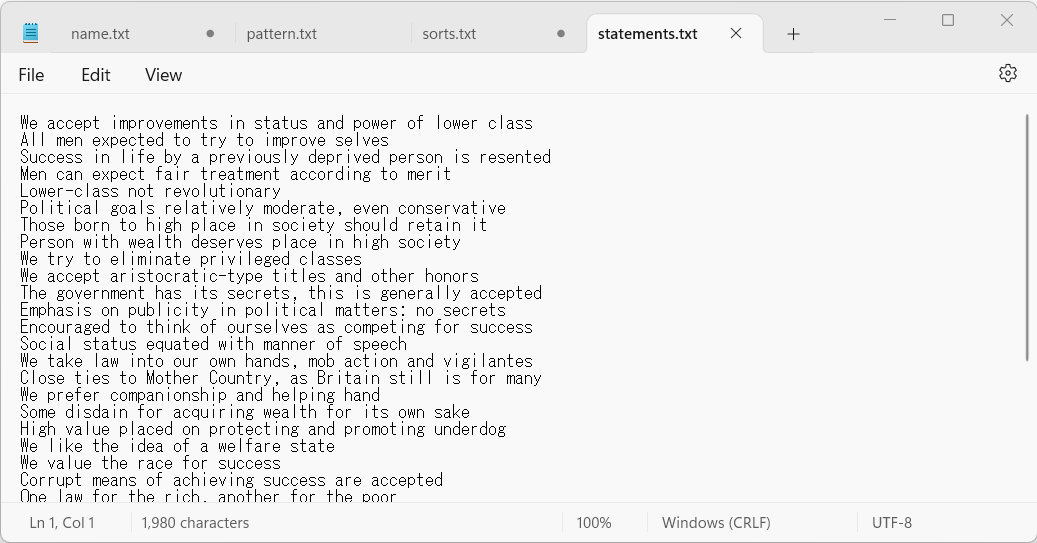 name.txt
pattern.txt
sorts.txt
statements.txt
File Edit View
We accept improvements in status and power of lower class
All men expected to try to improve selves
Success in life by a previously deprived person is resented
Men can expect fair treatment according to merit
Lower-class not revolutionary
Political goals relatively moderate, even conservative
Those born to high place in society should retain it
Person with wealth deserves place in high society
We try to eliminate privileged classes
We accept aristocratic-type titles and other honors
The government has its secrets, this is generally accepted
Emphasis on publicity in political matters: no secrets
Encouraged to think of ourselves as competing for success
Social status equated with manner of speech
We take law into our own hands, mob action and vigilantes
Close ties to Mother Country, as Britain still is for many
We prefer companionship and helping hand
Some disdain for acquiring wealth for its own sake
High value placed on protecting and promoting underdog
We like the idea of a welfare state
We value the race for success
Corrupt means of achieving success are accepted
One law for the rich, another for the poor
Ln 1, Col 1 1,980 characters 100% Windows (CRLF) UTF-8